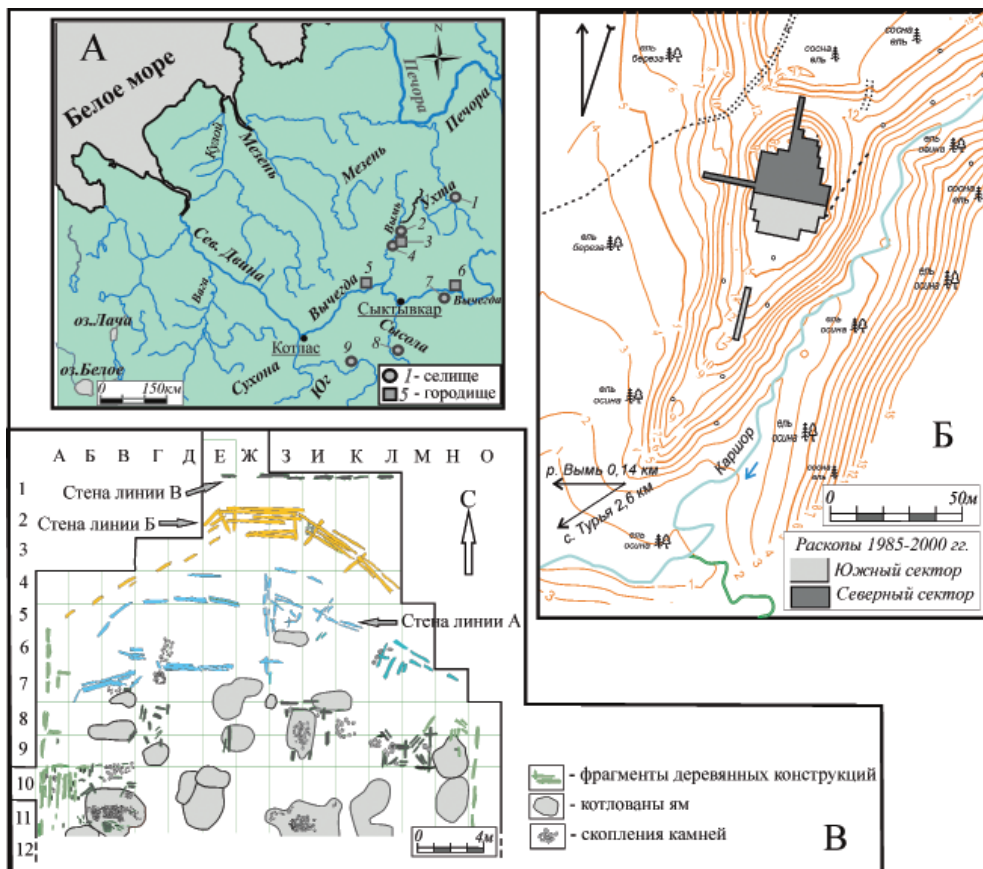 А
Белое море
Кулой
Мезень
Мезень
Печора
Печора
N
Ухта
1
Вымь
2
3
4
Сев. Двина
Вага
Вычегда
5
7
6
Вычегда
Сыктывкар
Сысола
8
оз.Лача
Котлас
9
оз.Белое
Сухона
Юг
0 150км
1 - селище
5 - городище
Б
ель
береза
сосна
ель
сосна
ель
ель
осина
сосна
ель
ель
береза
ель
осина
ель
осина
ель
осина
ель
осина
сосна
ель
ель
осина
Каршор
р. Вымь 0,14 км
с. Турья 2,6 км
0 50м
Раскопы 1985-2000 гг.
Южный сектор
Северный сектор
А Б В Г Д Е Ж З И К Л М Н О
1
Стена линии В
2
Стена линии Б
С
3
4
5
Стена линии А
6
7
8
9
10
11
12
0 4м
- фрагменты деревянных конструкций
- котлованы ям
- скопления камней
В